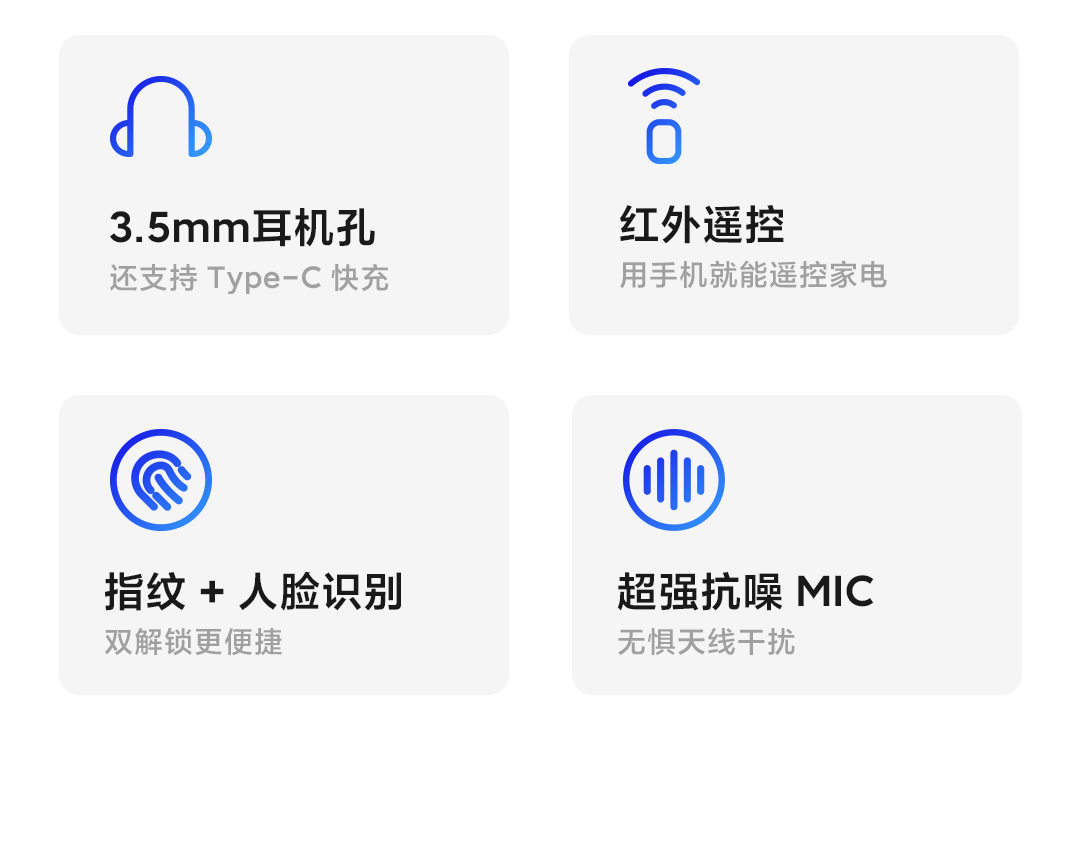 3.5mm耳机孔
还支持 Type-C 快充
红外遥控
用手机就能遥控家电
指纹 + 人脸识别
双解锁更便捷
超强抗噪 MIC
无惧天线干扰